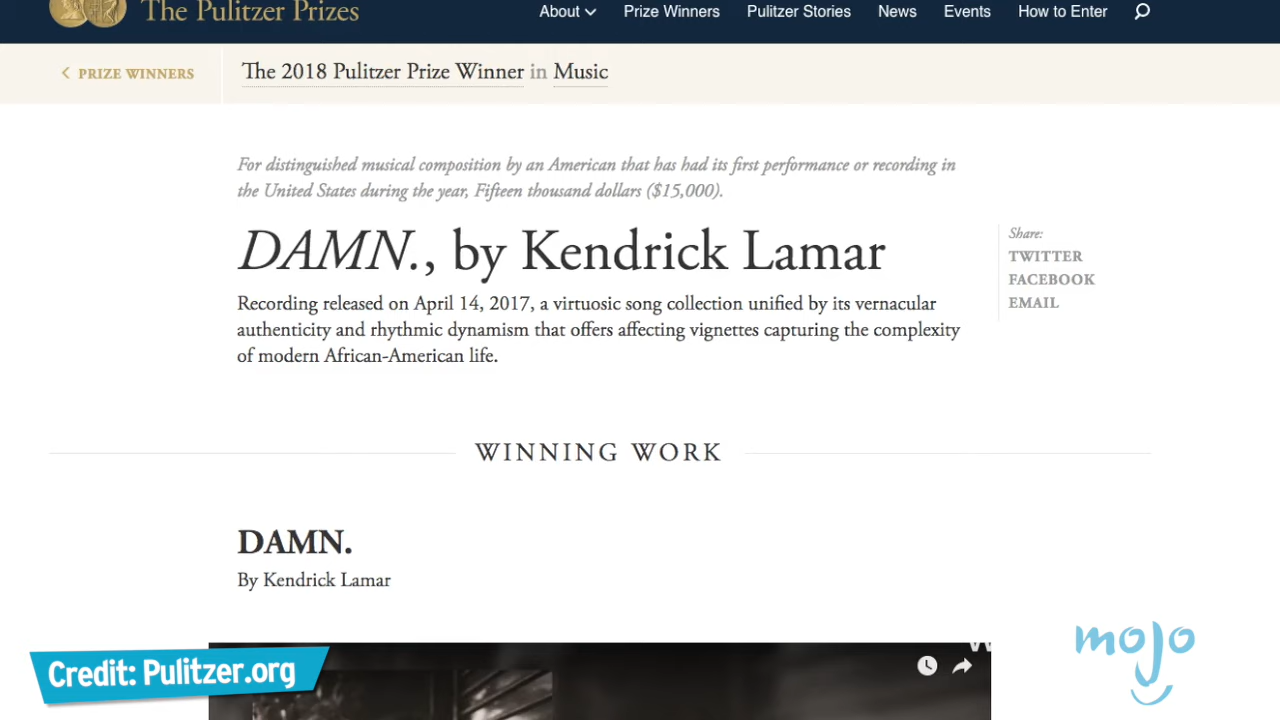 The Pulitzer Prizes
About Prize Winners Pulitzer Stories News Events How to Enter
PRIZE WINNERS
The 2018 Pulitzer Prize Winner in Music
For distinguished musical composition by an American that has had its first performance or recording in
the United States during the year, Fifteen thousand dollars ($15,000).
DAMN., by Kendrick Lamar
Share:
TWITTER
FACEBOOK
EMAIL
Recording released on April 14, 2017, a virtuosic song collection unified by its vernacular
authenticity and rhythmic dynamism that offers affecting vignettes capturing the complexity
of modern African-American life.
WINNING WORK
DAMN.
By Kendrick Lamar
Credit: Pulitzer.org
mojo